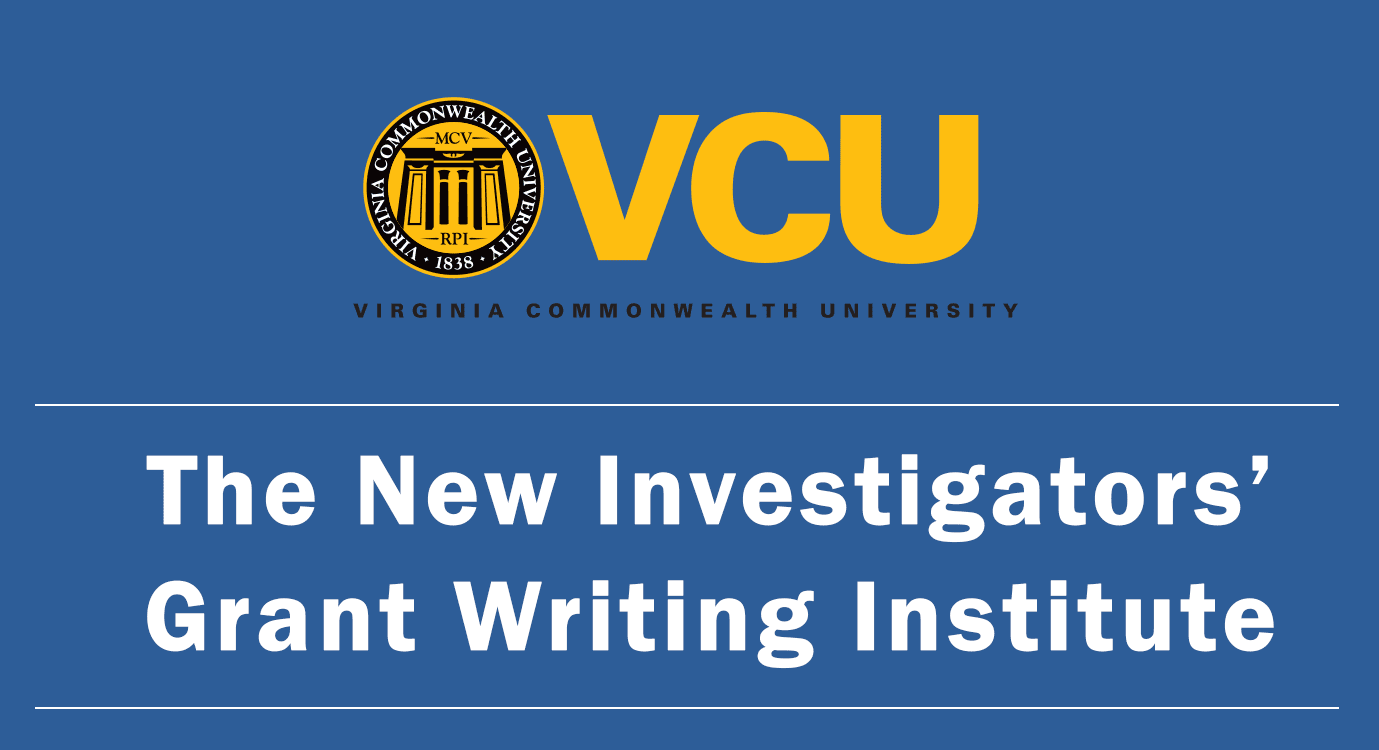 VIRGINIA COMMONWEALTH UNIVERSITY
MCV
RPI
· 1838 ·
VCU
VIRGINIA COMMONWEALTH UNIVERSITY
The New Investigators’
Grant Writing Institute